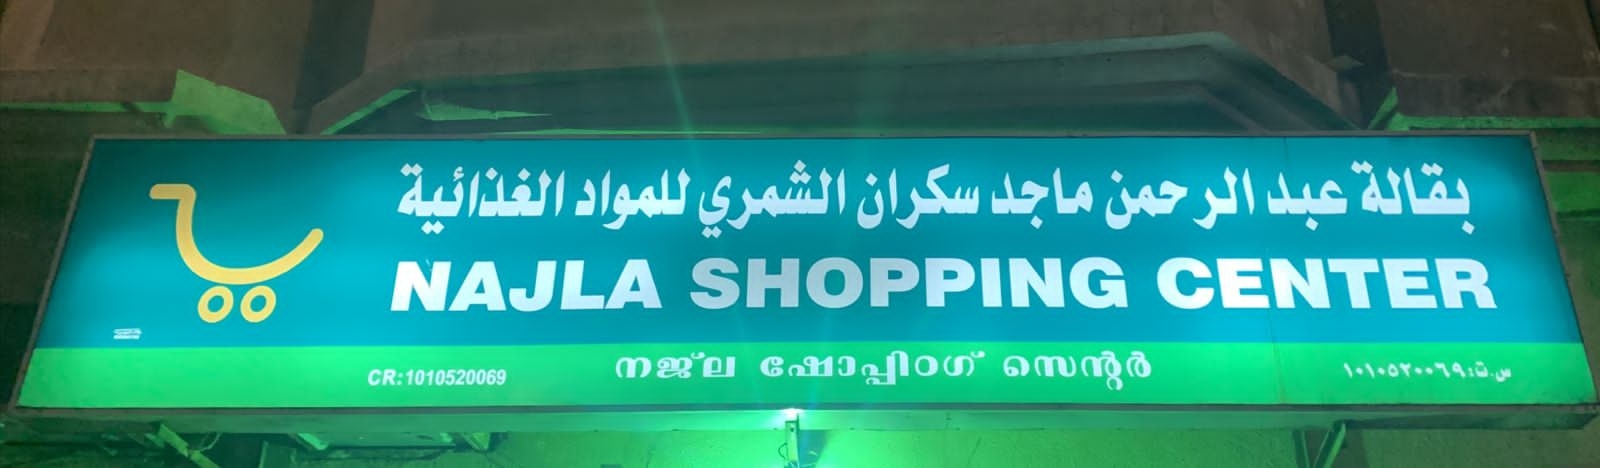 بقالة عبد الرحمن ماجد سكران الشمري للمواد الغذائية
NAJLA SHOPPING CENTER
CR:1010520069 നജ്ല ഷോപ്പിംഗ് സെന്റർ س.ت:١٠١٠٥٢٠٠٦٩